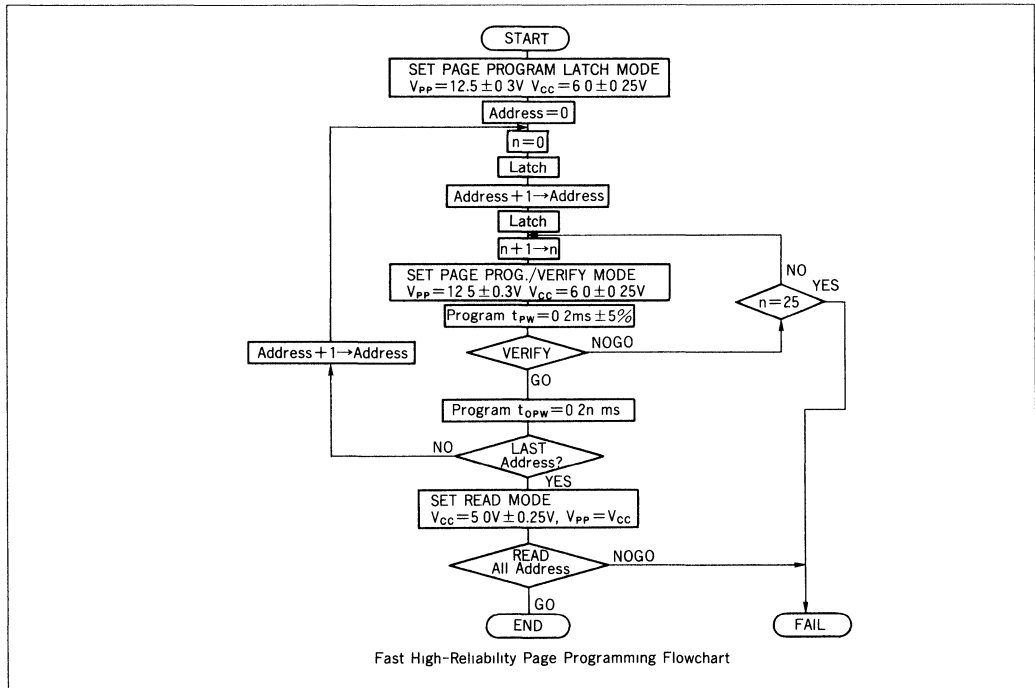 START
SET PAGE PROGRAM LATCH MODE
VPP=12.5±0 3V VCC=6 0±0 25V
Address=0
n=0
Latch
Address+1→Address
Latch
n+1→n
SET PAGE PROG./VERIFY MODE
VPP=12 5±0.3V VCC=6 0±0 25V
NO
YES
n=25
Program tPW=0 2ms±5%
Address+1→Address
VERIFY
NOGO
GO
Program tOPW=0 2n ms
NO
LAST
Address?
YES
SET READ MODE
VCC=5 0V±0.25V, VPP=VCC
READ
All Address
NOGO
GO
END
FAIL
Fast High-Reliability Page Programming Flowchart